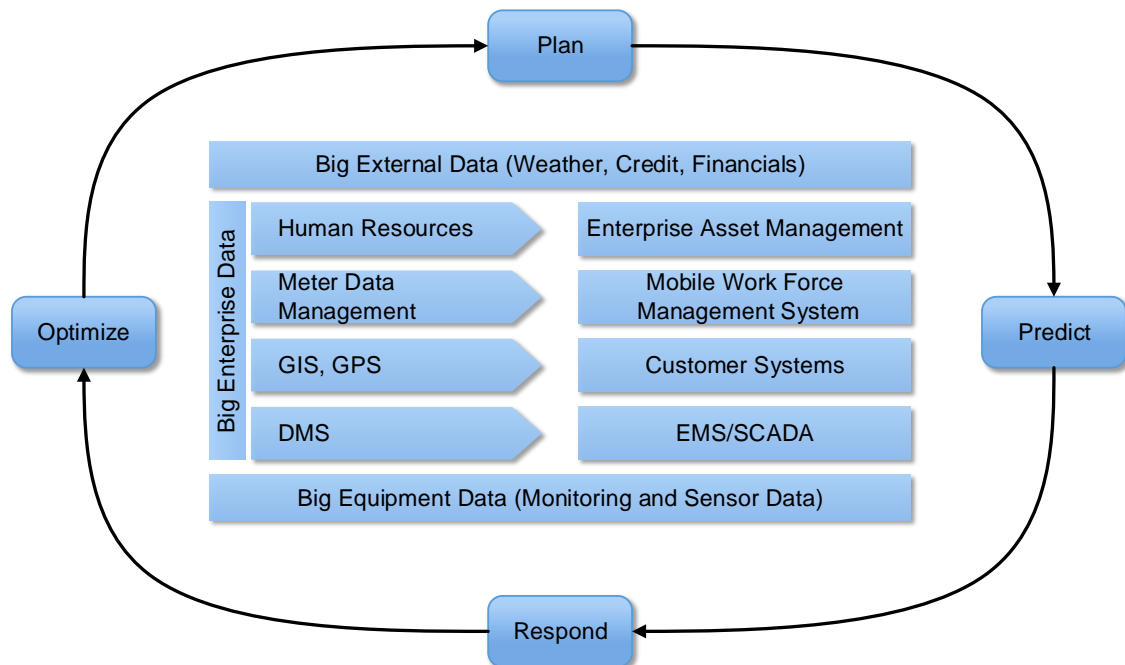 Plan
Big External Data (Weather, Credit, Financials)
Big Enterprise Data
Human Resources
Enterprise Asset Management
Meter Data
Management
Mobile Work Force
Management System
Optimize
Predict
GIS, GPS
Customer Systems
DMS
EMS/SCADA
Big Equipment Data (Monitoring and Sensor Data)
Respond